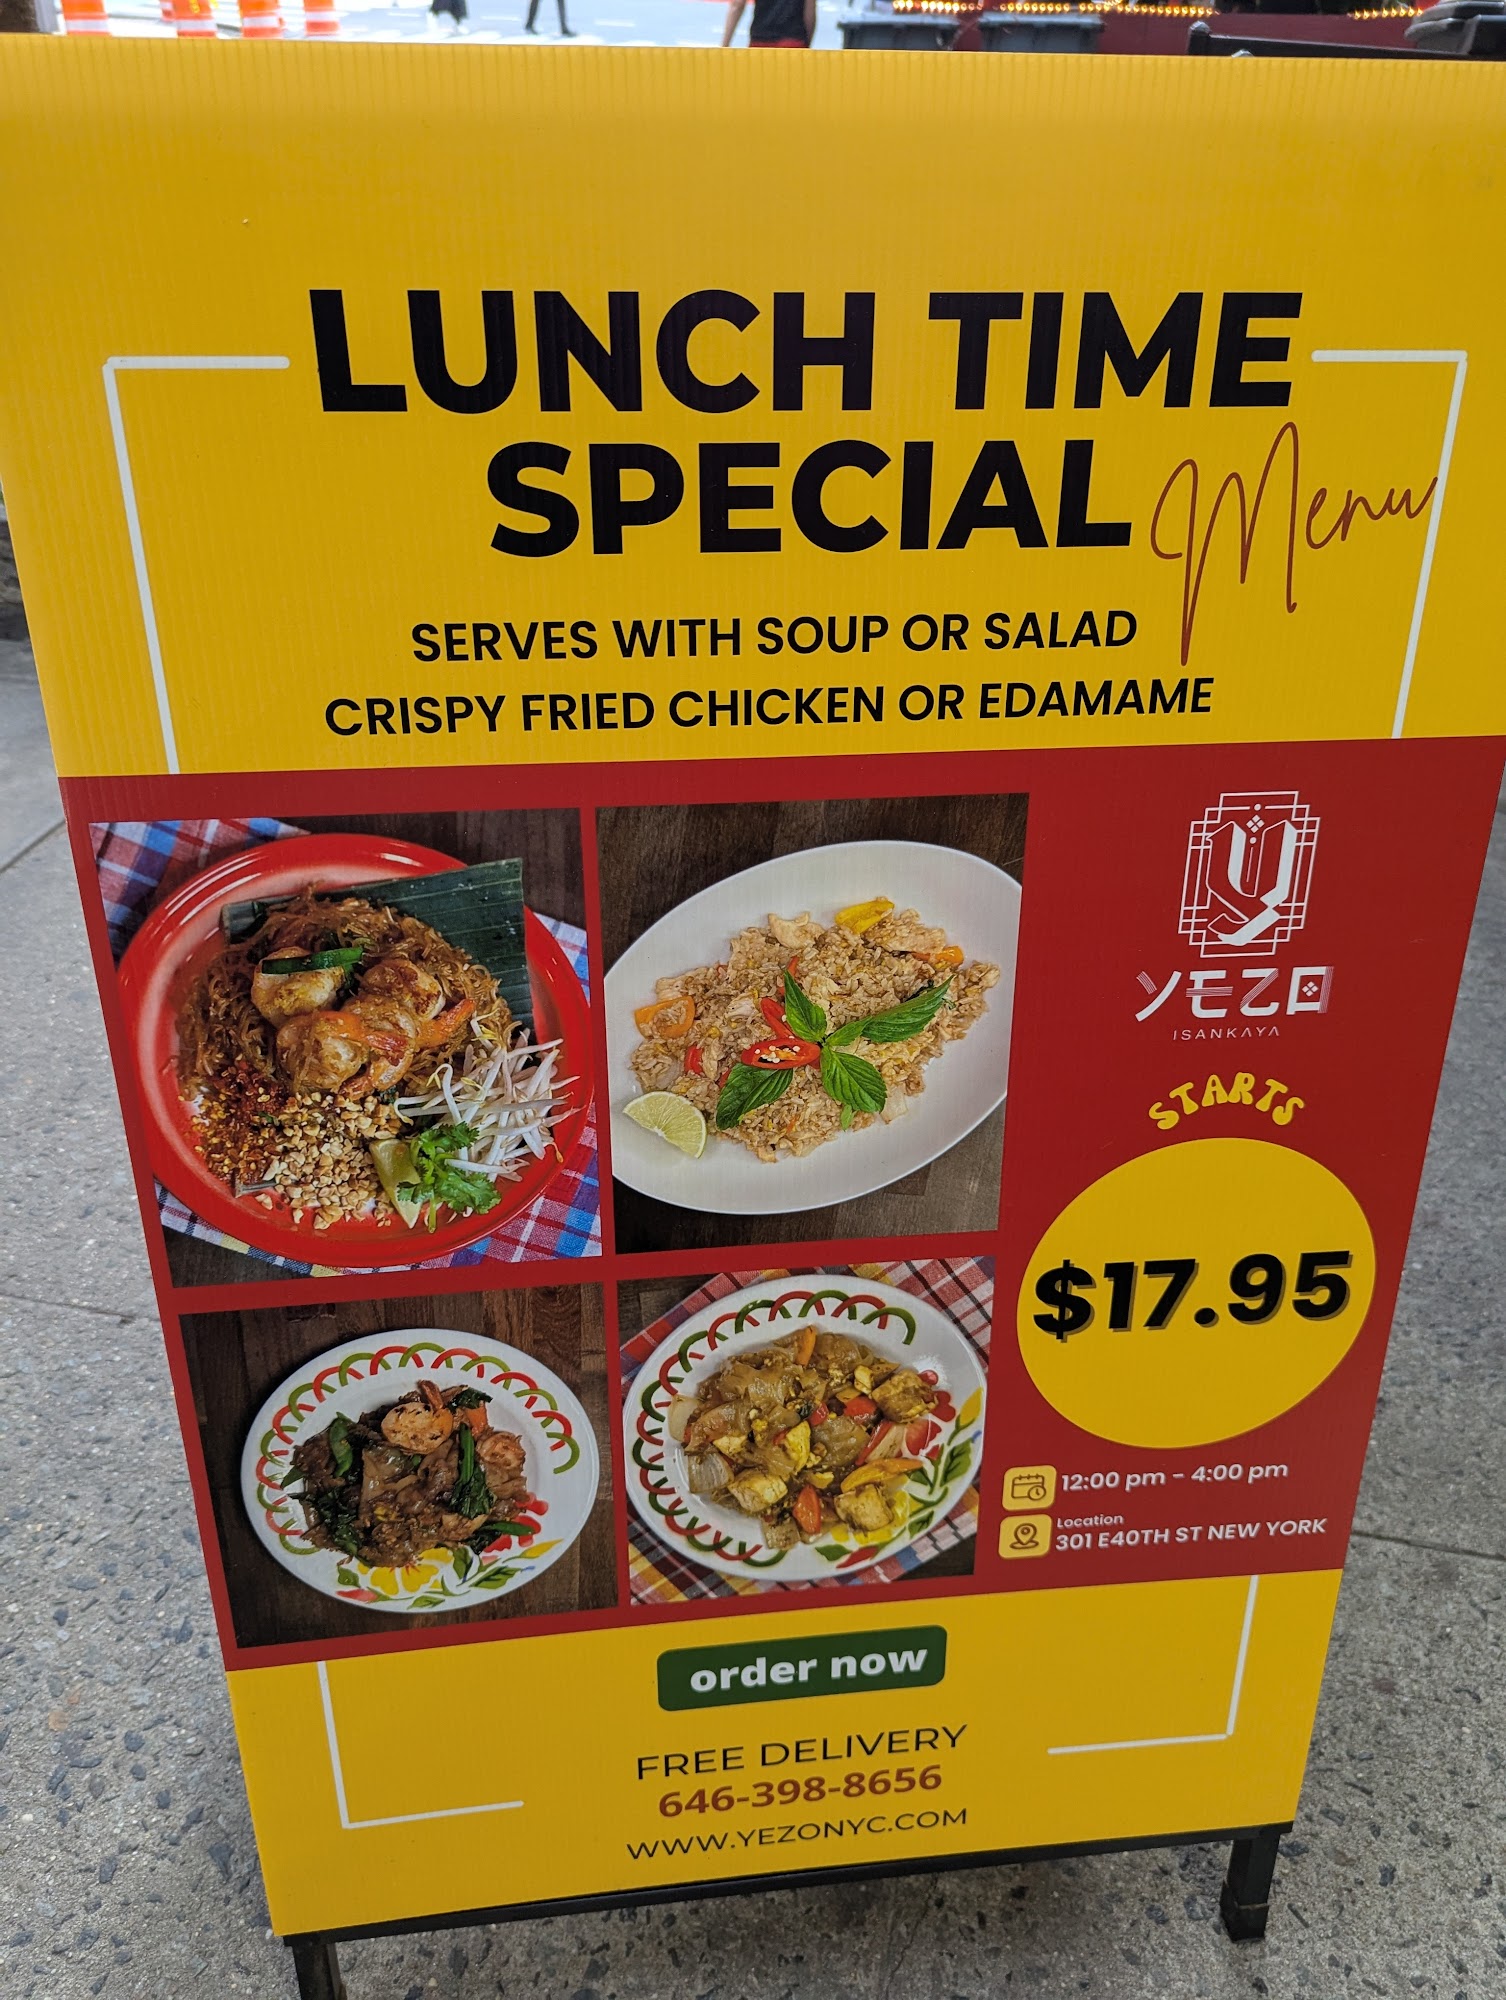 LUNCH TIME
SPECIAL Menu
SERVES WITH SOUP OR SALAD
CRISPY FRIED CHICKEN OR EDAMAME
Y
YEZO
ISANKAYA
STARTS
$17.95
12:00 pm - 4:00 pm
Location
301 E40TH ST NEW YORK
order now
FREE DELIVERY
646-398-8656
WWW.YEZONYC.COM